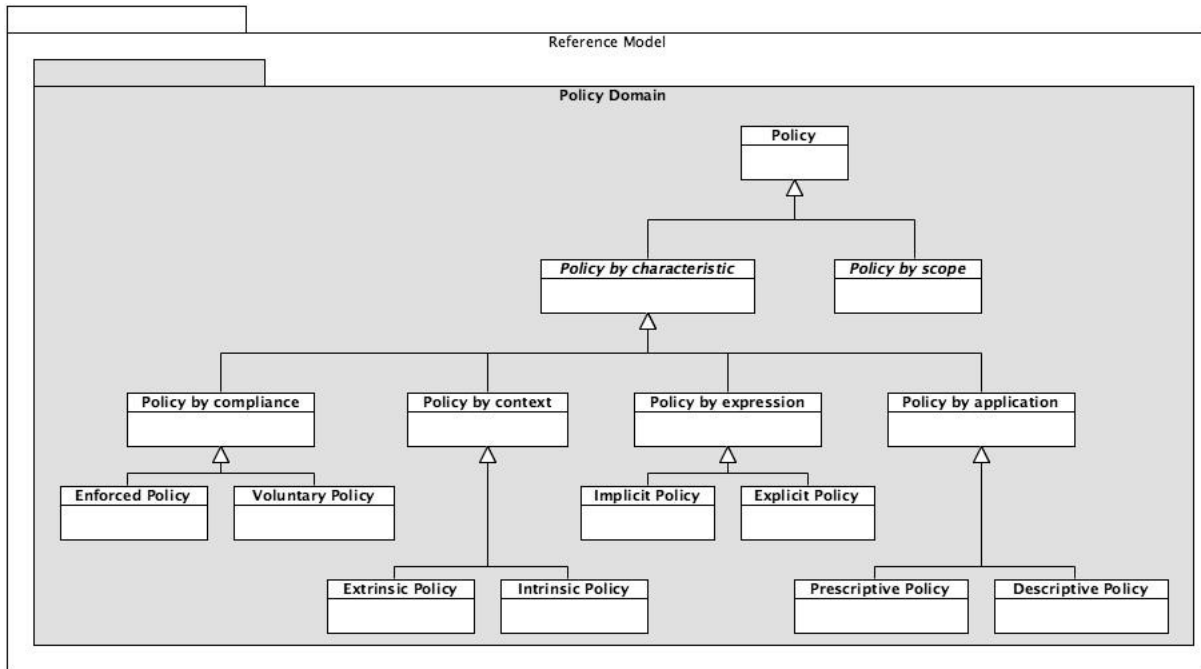 Reference Model
Policy Domain
Policy
Policy by characteristic
Policy by scope
Policy by compliance
Policy by context
Policy by expression
Policy by application
Enforced Policy
Voluntary Policy
Implicit Policy
Explicit Policy
Extrinsic Policy
Intrinsic Policy
Prescriptive Policy
Descriptive Policy